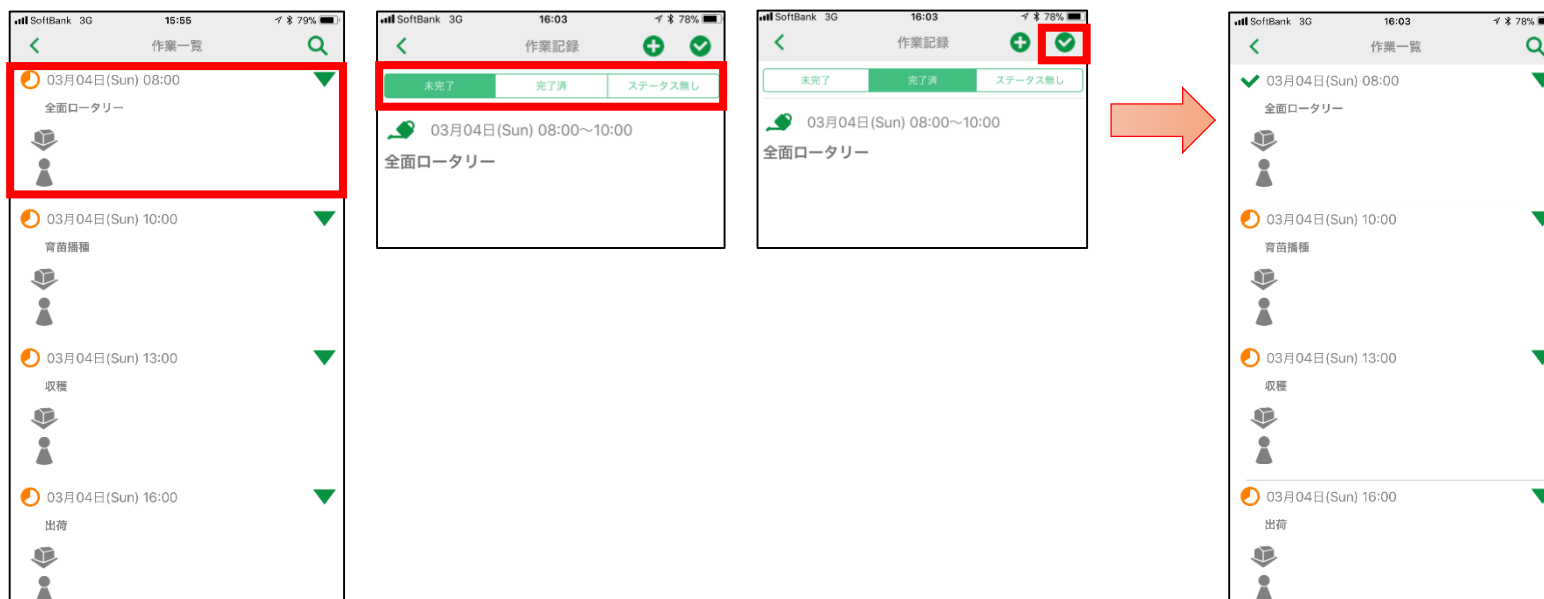 SoftBank 3G 15:55 79%
作業一覧
03月04日(Sun) 08:00
全面ロータリー
03月04日(Sun) 10:00
育苗播種
03月04日(Sun) 13:00
収穫
03月04日(Sun) 16:00
出荷
SoftBank 3G 16:03 78%
作業記録
未完了 完了済 ステータス無し
03月04日(Sun) 08:00～10:00
全面ロータリー
SoftBank 3G 16:03 78%
作業記録
未完了 完了済 ステータス無し
03月04日(Sun) 08:00～10:00
全面ロータリー
SoftBank 3G 16:03 78%
作業一覧
03月04日(Sun) 08:00
全面ロータリー
03月04日(Sun) 10:00
育苗播種
03月04日(Sun) 13:00
収穫
03月04日(Sun) 16:00
出荷